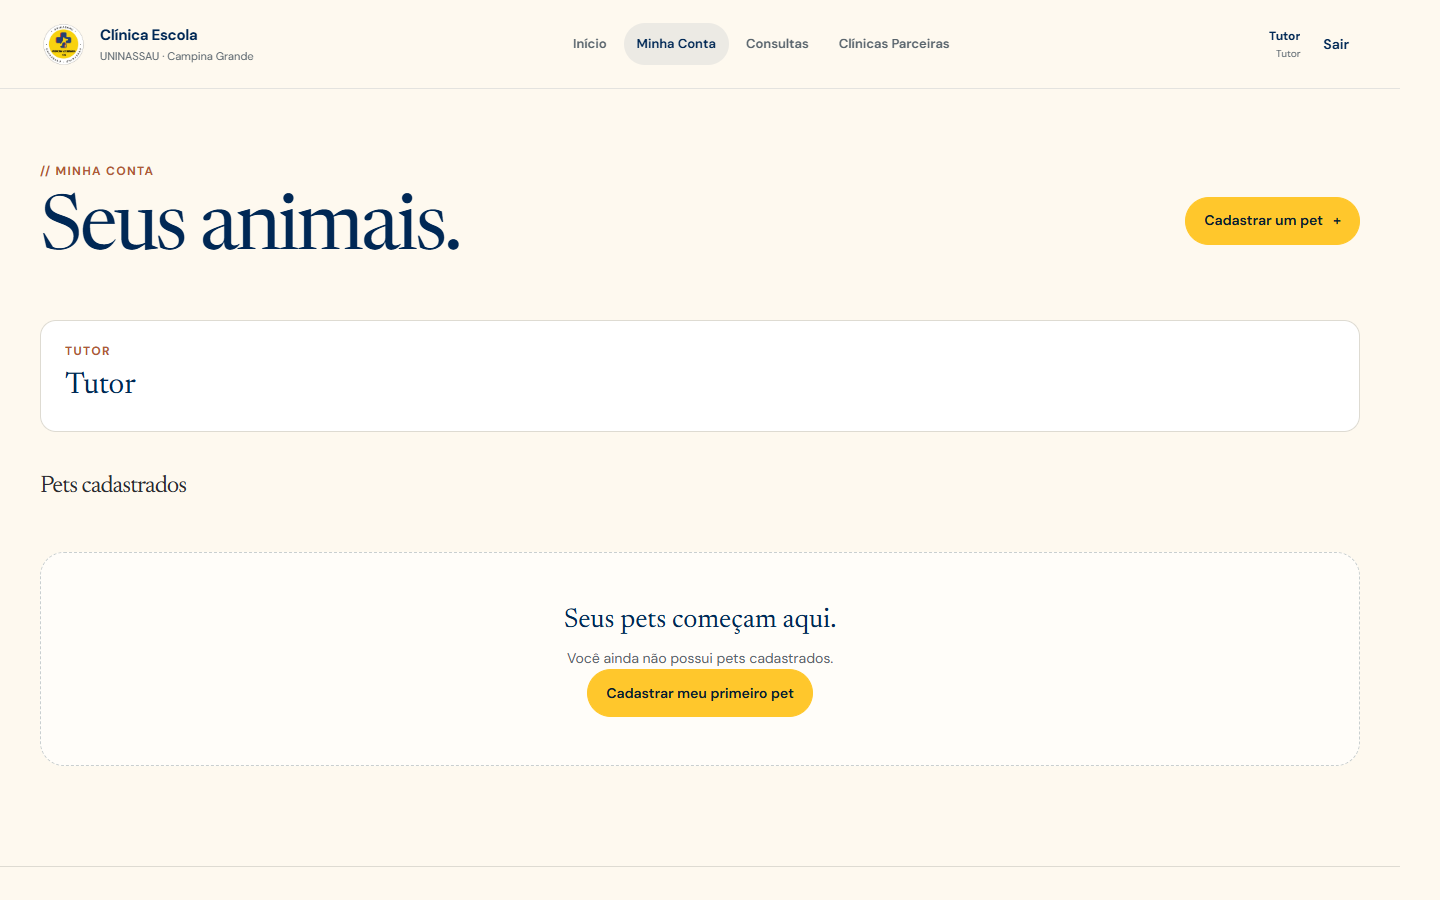 Clínica Escola
UNINASSAU · Campina Grande
Início
Minha Conta
Consultas
Clínicas Parceiras
Tutor
Tutor
Sair
// MINHA CONTA
Seus animais.
Cadastrar um pet +
TUTOR
Tutor
Pets cadastrados
Seus pets começam aqui.
Você ainda não possui pets cadastrados.
Cadastrar meu primeiro pet